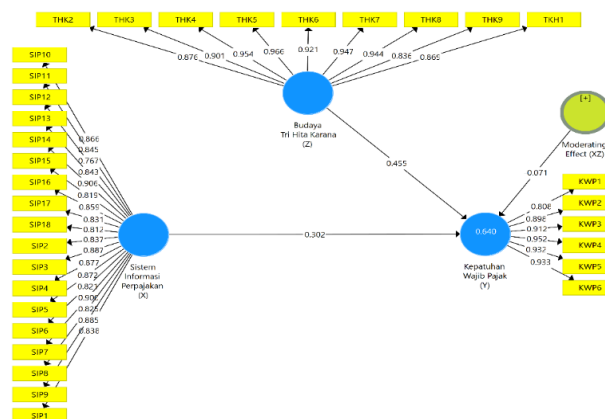 THK2 THK3 THK4 THK5 THK6 THK7 THK8 THK9 TKH1
0.876 0.901 0.954 0.966 0.921 0.947 0.944 0.836 0.865
Budaya
Tri Hita Karana
(Z)
[+]
Moderating
Effect (XZ)
0.455
0.071
0.302
SIP10
SIP11
SIP12
SIP13
SIP14
SIP15
SIP16
SIP17
SIP18
SIP2
SIP3
SIP4
SIP5
SIP6
SIP7
SIP8
SIP9
SIP1
0.866
0.845
0.767
0.843
0.906
0.819
0.859
0.831
0.812
0.837
0.887
0.877
0.872
0.821
0.906
0.825
0.885
0.838
Sistem
Informasi
Perpajakan
(X)
0.640
Kepatuhan
Wajib Pajak
(Y)
0.808
0.898
0.912
0.952
0.932
0.933
KWP1
KWP2
KWP3
KWP4
KWP5
KWP6